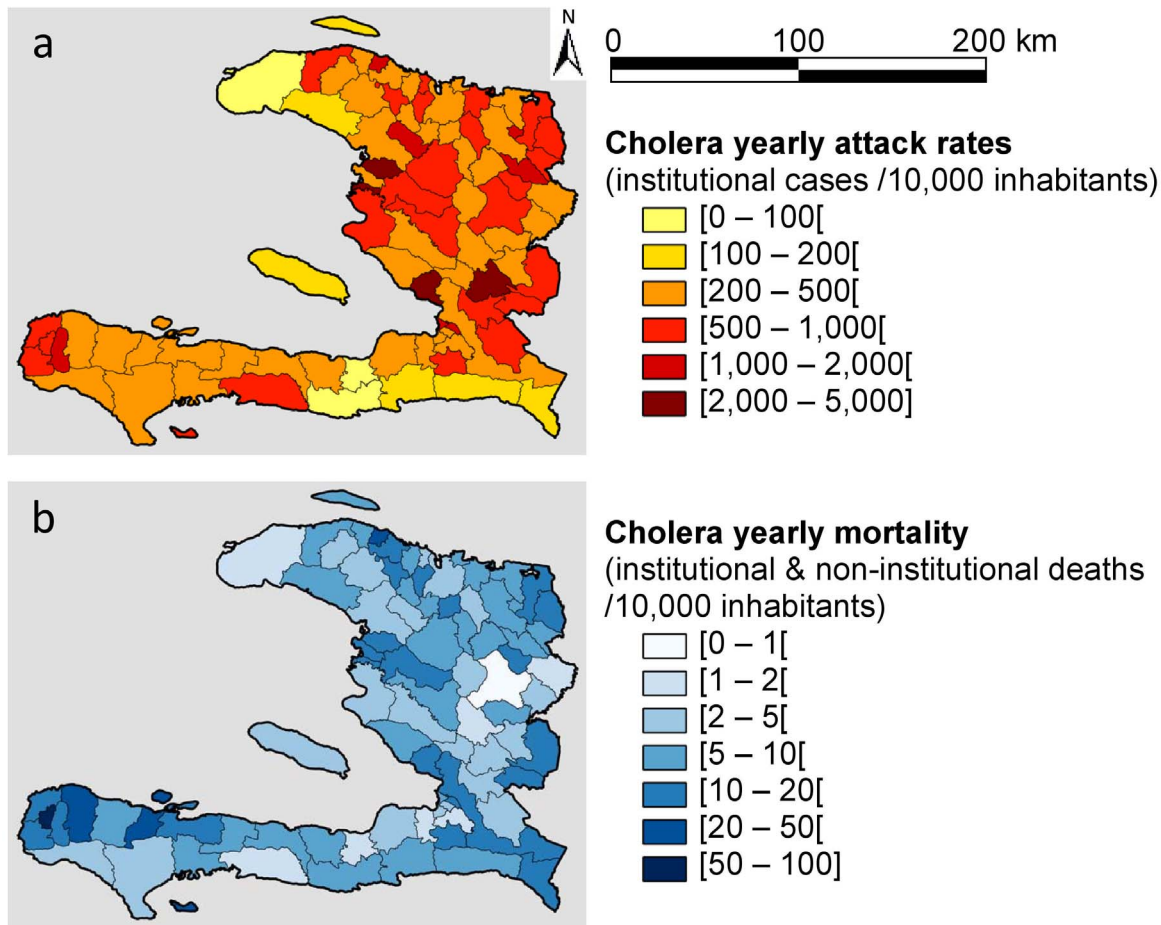 a
N
0 100 200 km
Cholera yearly attack rates
(institutional cases /10,000 inhabitants)
[0 – 100[
[100 – 200[
[200 – 500[
[500 – 1,000[
[1,000 – 2,000[
[2,000 – 5,000]
b
Cholera yearly mortality
(institutional & non-institutional deaths
/10,000 inhabitants)
[0 – 1[
[1 – 2[
[2 – 5[
[5 – 10[
[10 – 20[
[20 – 50[
[50 – 100]